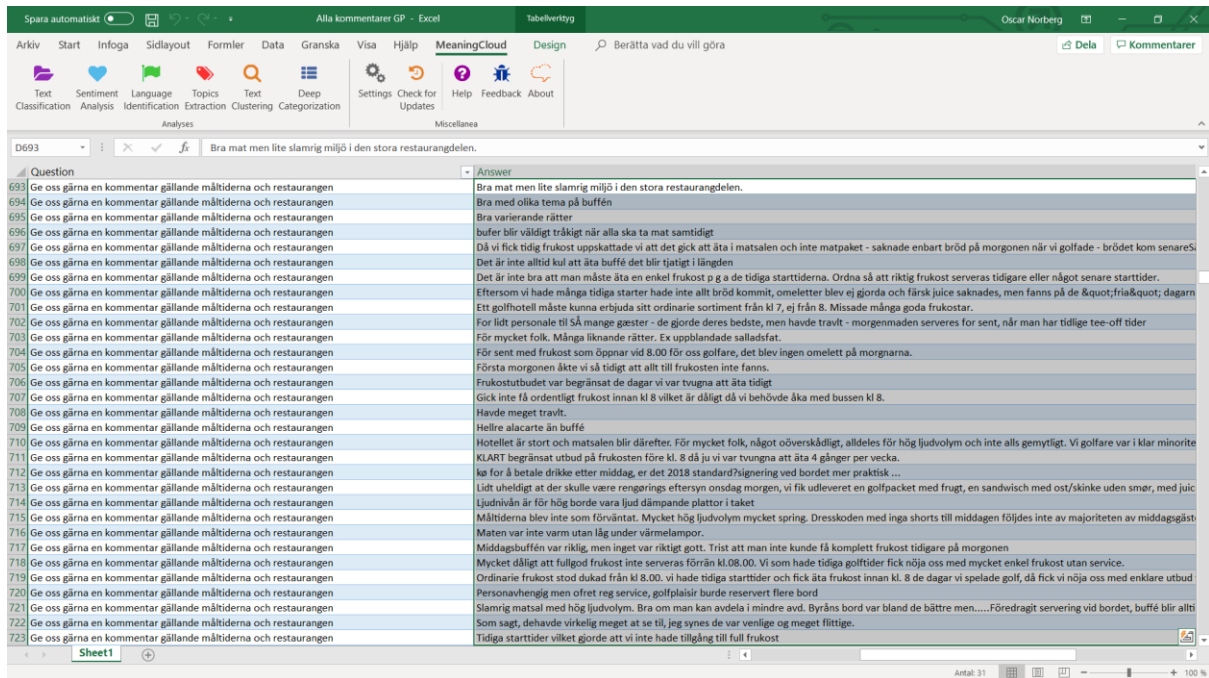 Spara automatiskt Alla kommentarer GP - Excel Tabellverktyg Oscar Norberg
Arkiv Start Infoga Sidlayout Formler Data Granska Visa Hjälp MeaningCloud Design Berätta vad du vill göra Dela Kommentarer
Text Sentiment Language Topics Text Deep Settings Check for Help Feedback About
Classification Analysis Identification Extraction Clustering Categorization Updates
Analyses Miscellanea
D693 fx Bra mat men lite slamrig miljö i den stora restaurangdelen.
Question Answer
693 Ge oss gärna en kommentar gällande måltiderna och restaurangen Bra mat men lite slamrig miljö i den stora restaurangdelen.
694 Ge oss gärna en kommentar gällande måltiderna och restaurangen Bra med olika tema på buffén
695 Ge oss gärna en kommentar gällande måltiderna och restaurangen Bra varierande rätter
696 Ge oss gärna en kommentar gällande måltiderna och restaurangen bufer blir väldigt tråkigt när alla ska ta mat samtidigt
697 Ge oss gärna en kommentar gällande måltiderna och restaurangen Då vi fick tidig frukost uppskattade vi att det gick att äta i matsalen och inte matpaket - saknade enbart bröd på morgonen när vi golfade - brödet kom senareSa
698 Ge oss gärna en kommentar gällande måltiderna och restaurangen Det är inte alltid kul att äta buffé det blir tjatigt i längden
699 Ge oss gärna en kommentar gällande måltiderna och restaurangen Det är inte bra att man måste äta en enkel frukost p g a de tidiga starttiderna. Ordna så att riktig frukost serveras tidigare eller något senare starttider.
700 Ge oss gärna en kommentar gällande måltiderna och restaurangen Eftersom vi hade många tidiga starter hade inte allt bröd kommit, omeletter blev ej gjorda och färsk juice saknades, men fanns på de &quot;fria&quot; dagarn
701 Ge oss gärna en kommentar gällande måltiderna och restaurangen Ett golfhotell måste kunna erbjuda sitt ordinarie sortiment från kl 7, ej från 8. Missade många goda frukostar.
702 Ge oss gärna en kommentar gällande måltiderna och restaurangen For lidt personale til SÅ mange gæster - de gjorde deres bedste, men havde travlt - morgenmaden serveres for sent, når man har tidlige tee-off tider
703 Ge oss gärna en kommentar gällande måltiderna och restaurangen För mycket folk. Många liknande rätter. Ex uppblandade salladsfat.
704 Ge oss gärna en kommentar gällande måltiderna och restaurangen För sent med frukost som öppnar vid 8.00 för oss golfare, det blev ingen omelett på morgnarna.
705 Ge oss gärna en kommentar gällande måltiderna och restaurangen Första morgonen åkte vi så tidigt att allt till frukosten inte fanns.
706 Ge oss gärna en kommentar gällande måltiderna och restaurangen Frukostutbudet var begränsat de dagar vi var tvugna att äta tidigt
707 Ge oss gärna en kommentar gällande måltiderna och restaurangen Gick inte få ordentligt frukost innan kl 8 vilket är dåligt då vi behövde åka med bussen kl 8.
708 Ge oss gärna en kommentar gällande måltiderna och restaurangen Havde meget travlt.
709 Ge oss gärna en kommentar gällande måltiderna och restaurangen Hellre alacarte än buffé
710 Ge oss gärna en kommentar gällande måltiderna och restaurangen Hotellet är stort och matsalen blir därefter. För mycket folk, något oöverskådligt, alldeles för hög ljudvolym och inte alls gemytligt. Vi golfare var i klar minorite
711 Ge oss gärna en kommentar gällande måltiderna och restaurangen KLART begränsat utbud på frukosten före kl. 8 då ju vi var tvungna att äta 4 gånger per vecka.
712 Ge oss gärna en kommentar gällande måltiderna och restaurangen kø for å betale drikke etter middag, er det 2018 standard?signering ved bordet mer praktisk ...
713 Ge oss gärna en kommentar gällande måltiderna och restaurangen Lidt uheldigt at der skulle være rengørings eftersyn onsdag morgen, vi fik udleveret en golfpacket med frugt, en sandwisch med ost/skinke uden smør, med juic
714 Ge oss gärna en kommentar gällande måltiderna och restaurangen Ljudnivån är för hög borde vara ljud dämpande plattor i taket
715 Ge oss gärna en kommentar gällande måltiderna och restaurangen Måltiderna blev inte som förväntat. Mycket hög ljudvolym mycket spring. Dresskoden med inga shorts till middagen följdes inte av majoriteten av middagsgäst
716 Ge oss gärna en kommentar gällande måltiderna och restaurangen Maten var inte varm utan låg under värmelampor.
717 Ge oss gärna en kommentar gällande måltiderna och restaurangen Middagsbuffén var riklig, men inget var riktigt gott. Trist att man inte kunde få komplett frukost tidigare på morgonen
718 Ge oss gärna en kommentar gällande måltiderna och restaurangen Mycket dåligt att fullgod frukost inte serveras förrän kl.08.00. Vi som hade tidiga golftider fick nöja oss med mycket enkel frukost utan service.
719 Ge oss gärna en kommentar gällande måltiderna och restaurangen Ordinarie frukost stod dukad från kl 8.00. vi hade tidiga starttider och fick äta frukost innan kl. 8 de dagar vi spelade golf, då fick vi nöja oss med enklare utbud
720 Ge oss gärna en kommentar gällande måltiderna och restaurangen Personavhengig men ofret reg service, golfplaisir burde reservert flere bord
721 Ge oss gärna en kommentar gällande måltiderna och restaurangen Slamrig matsal med hög ljudvolym. Bra om man kan avdela i mindre avd. Byråns bord var bland de bättre men.....Föredragit servering vid bordet, buffé blir allti
722 Ge oss gärna en kommentar gällande måltiderna och restaurangen Som sagt, dehavde virkelig meget at se til, jeg synes de var venlige og meget flittige.
723 Ge oss gärna en kommentar gällande måltiderna och restaurangen Tidiga starttider vilket gjorde att vi inte hade tillgång till full frukost
Sheet1
Antal: 31 100 %